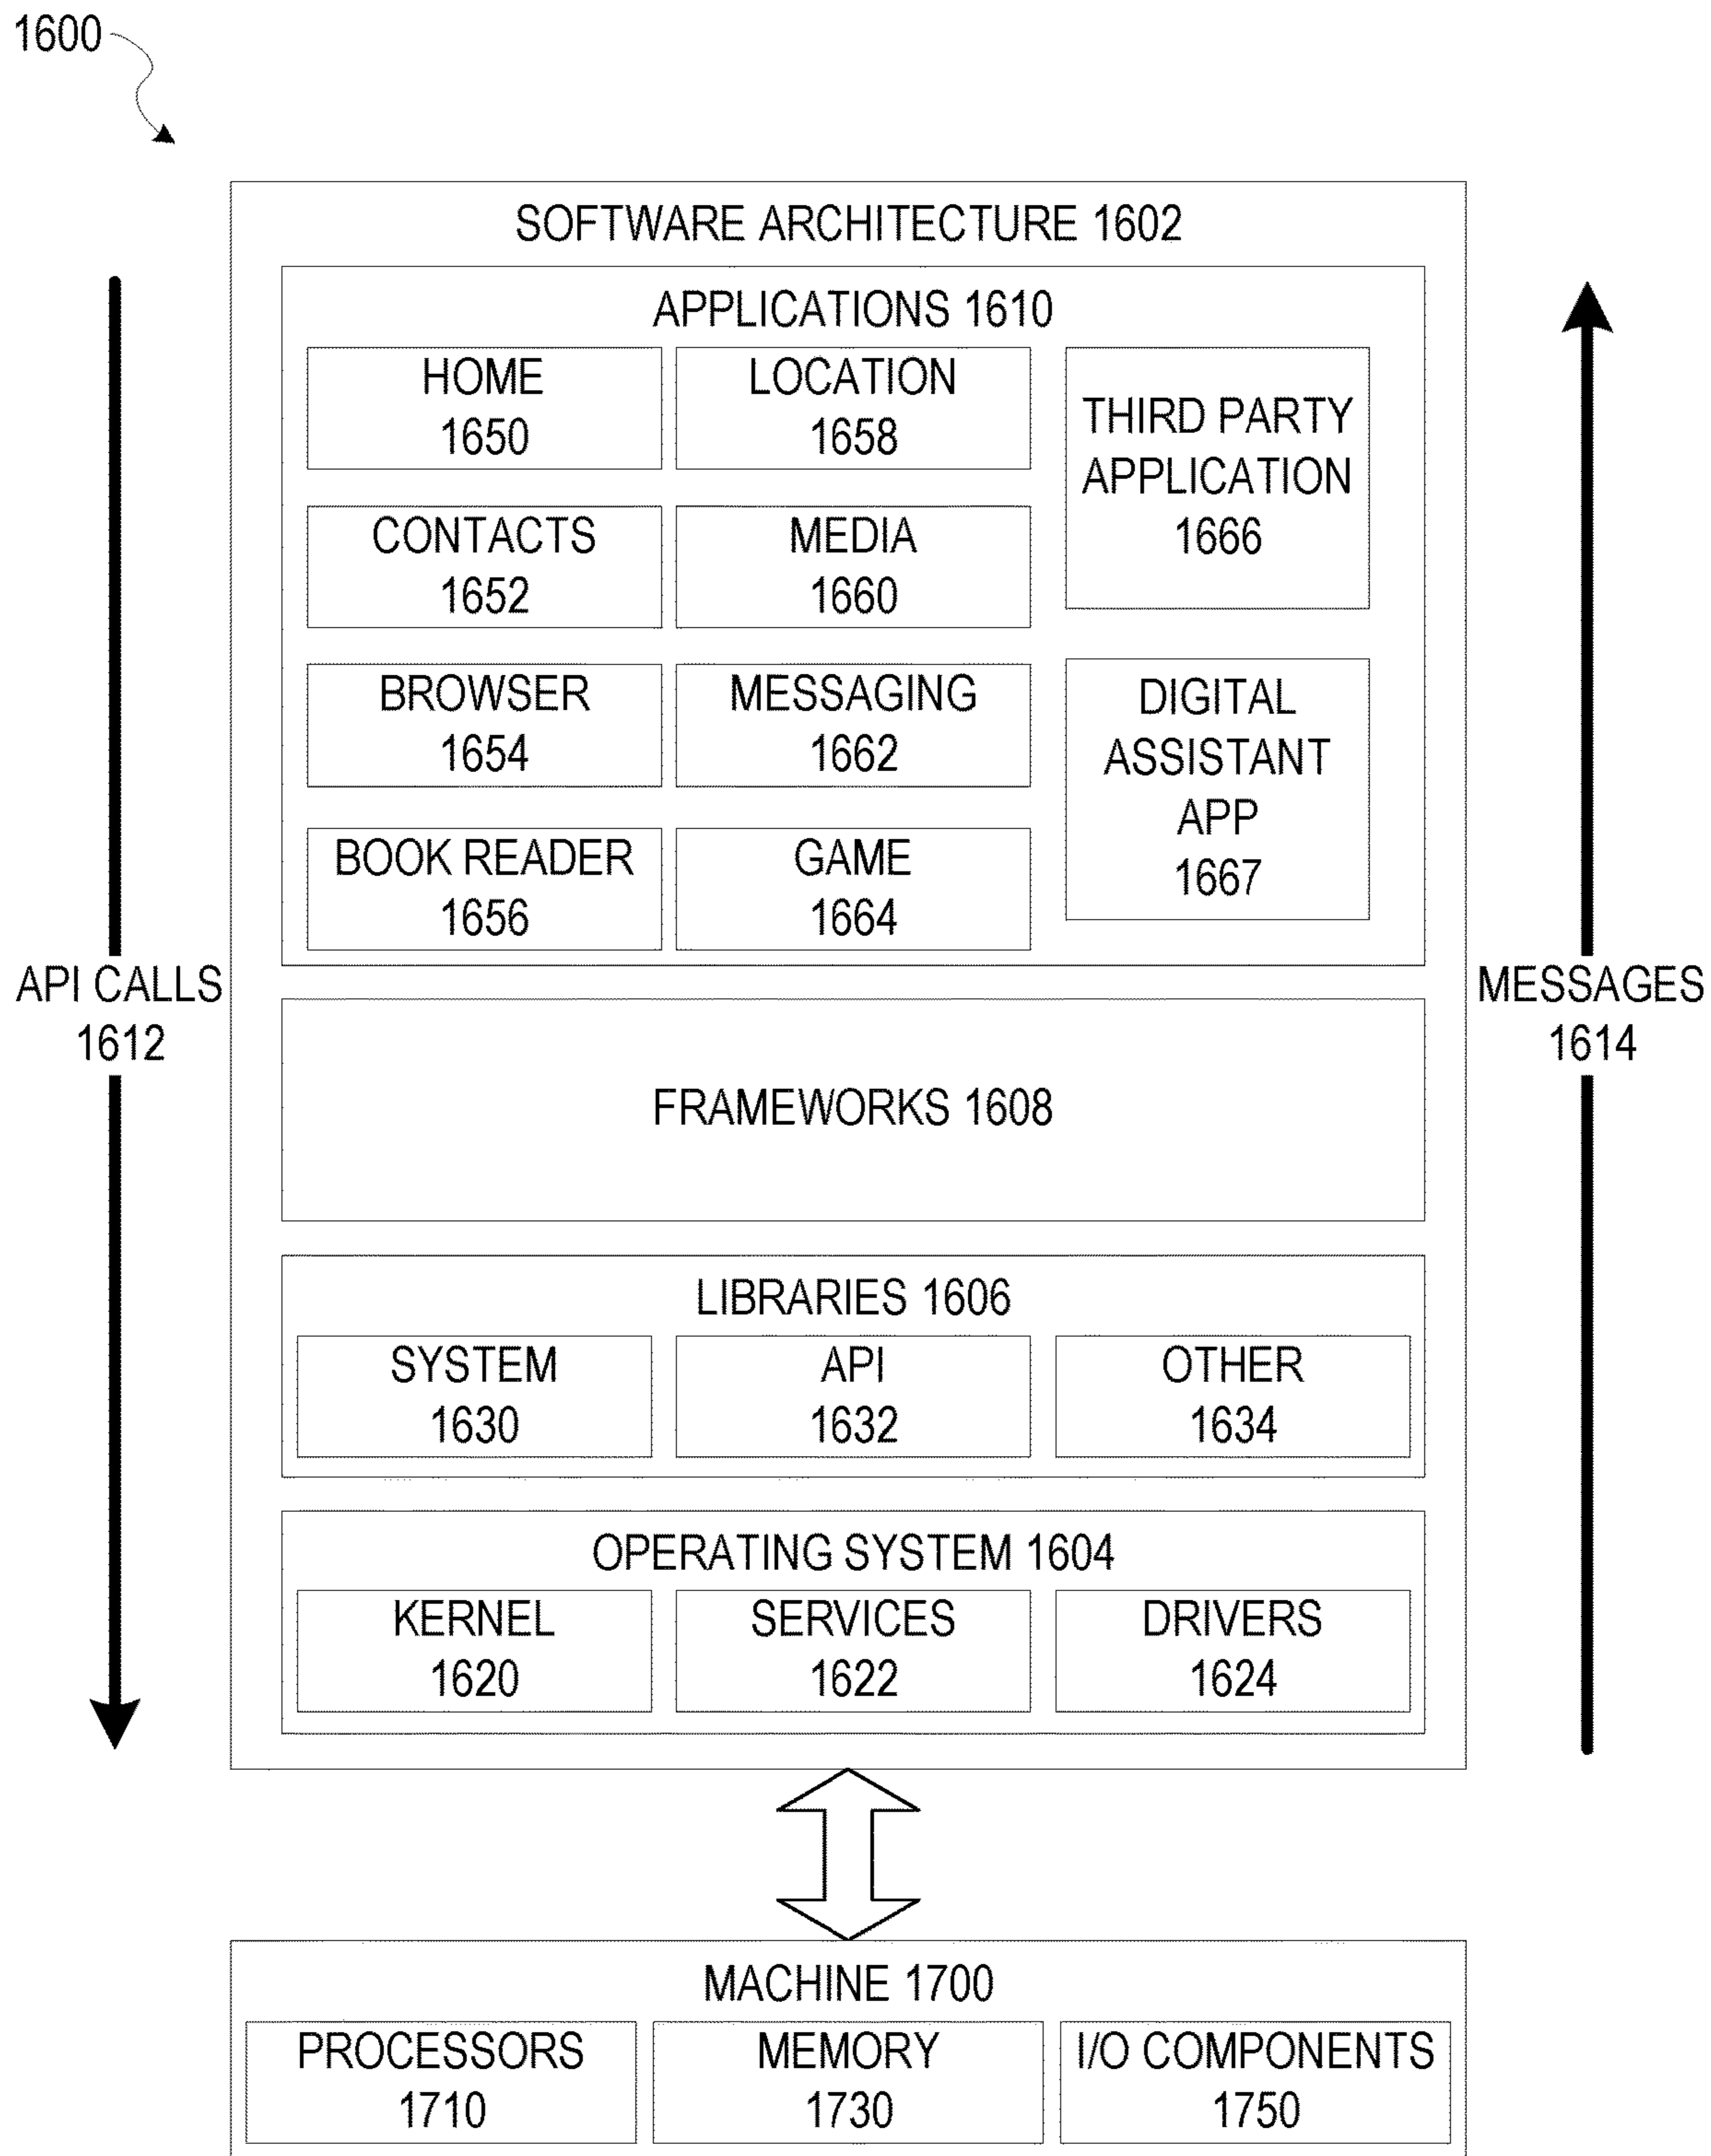 1600
SOFTWARE ARCHITECTURE 1602
APPLICATIONS 1610
HOME
1650
LOCATION
1658
THIRD PARTY
APPLICATION
1666
CONTACTS
1652
MEDIA
1660
BROWSER
1654
MESSAGING
1662
DIGITAL
ASSISTANT
APP
1667
BOOK READER
1656
GAME
1664
API CALLS
1612
MESSAGES
1614
FRAMEWORKS 1608
LIBRARIES 1606
SYSTEM
1630
API
1632
OTHER
1634
OPERATING SYSTEM 1604
KERNEL
1620
SERVICES
1622
DRIVERS
1624
MACHINE 1700
PROCESSORS
1710
MEMORY
1730
I/O COMPONENTS
1750